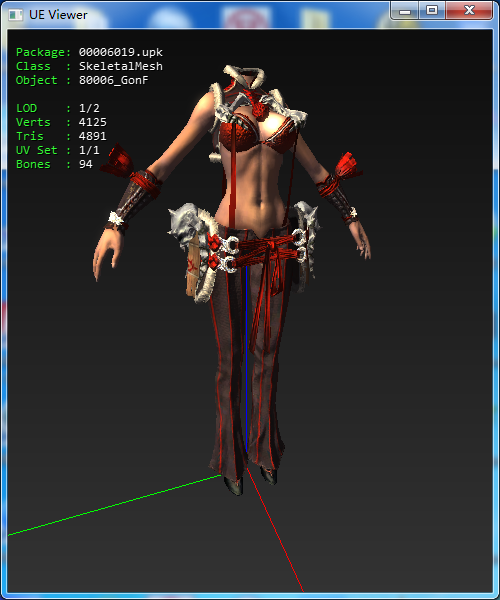 UE Viewer
Package: 00006019.upk
Class : SkeletalMesh
Object : 80006_GonF
LOD : 1/2
Verts : 4125
Tris : 4891
UV Set : 1/1
Bones : 94